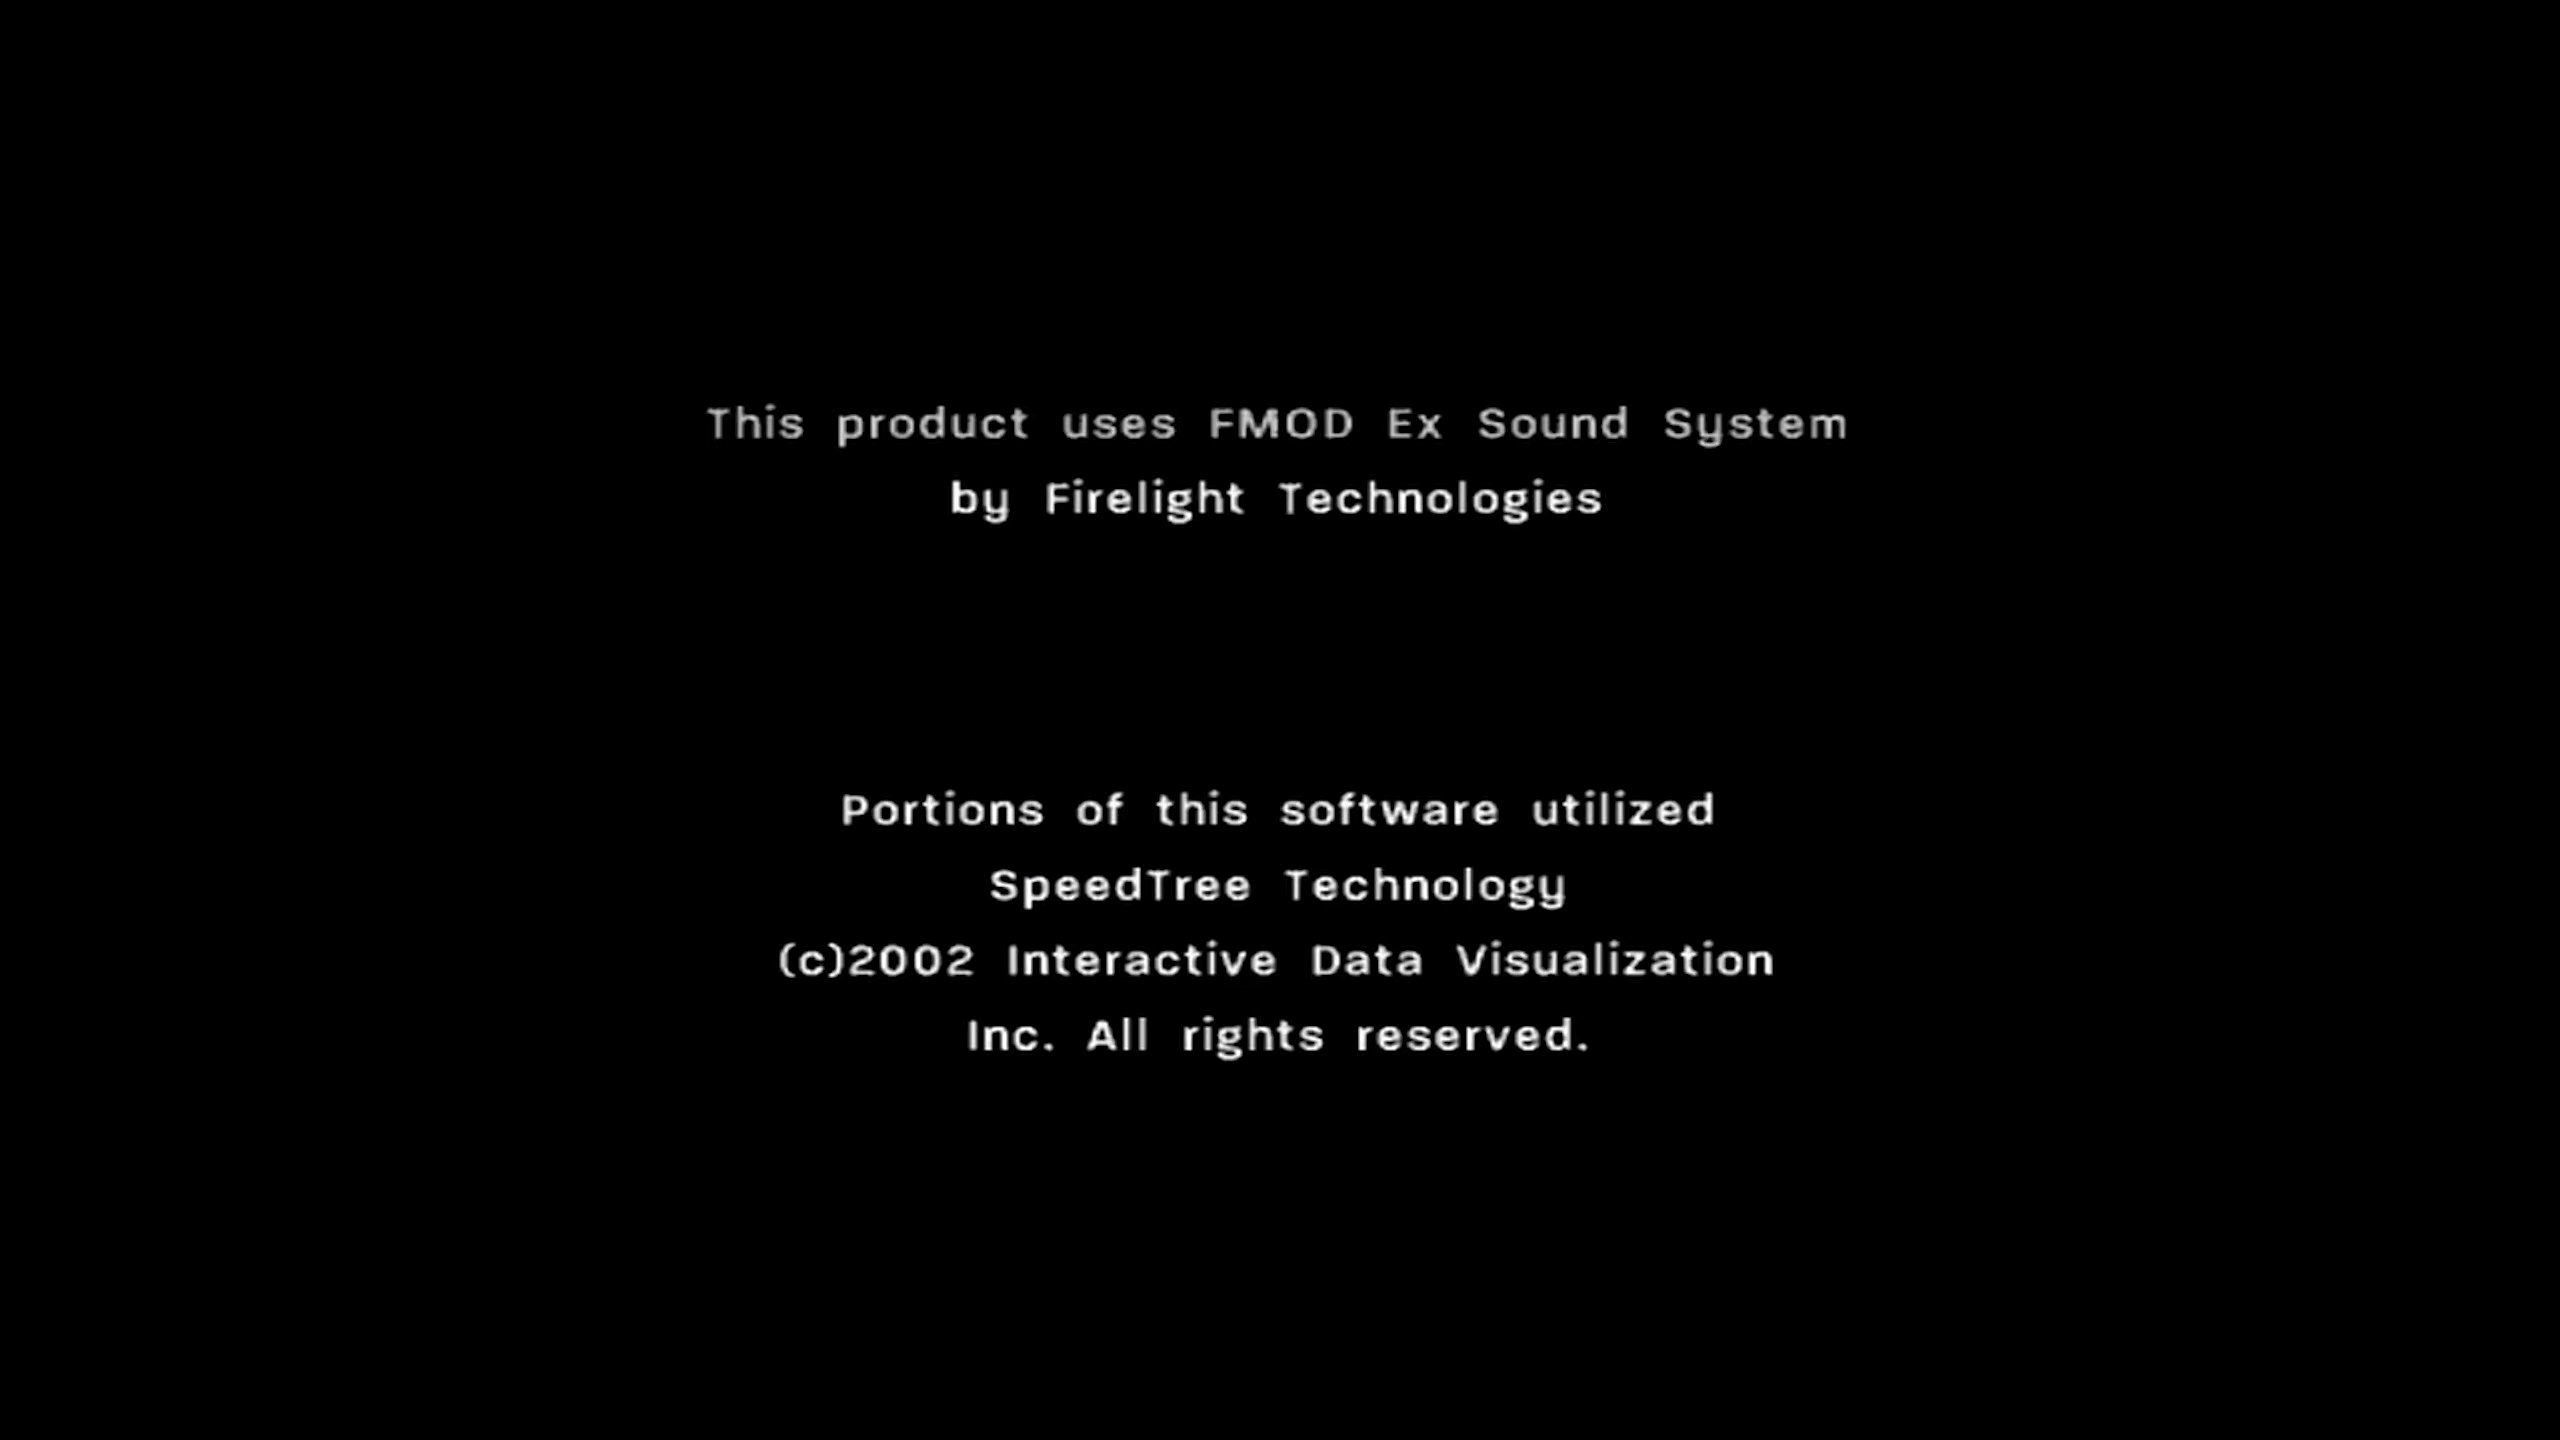 This product uses FMOD Ex Sound System
by Firelight Technologies
Portions of this software utilized
SpeedTree Technology
(c)2002 Interactive Data Visualization
Inc. All rights reserved.